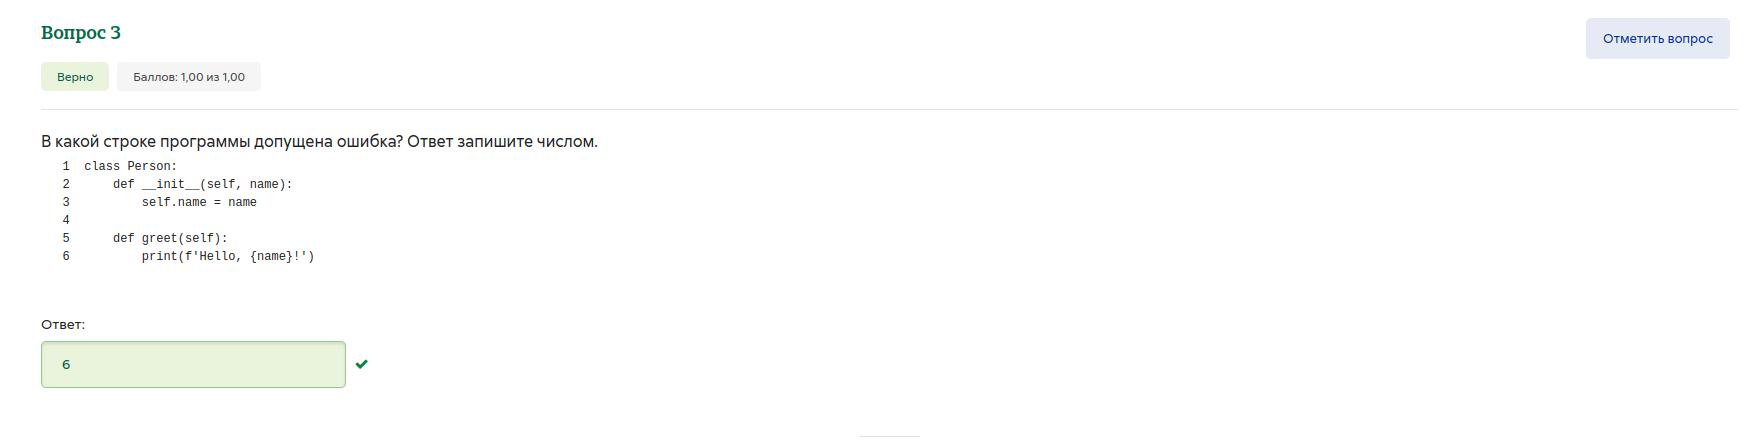 Вопрос 3
Отметить вопрос
Верно
Баллов: 1,00 из 1,00
В какой строке программы допущена ошибка? Ответ запишите числом.
1 class Person:
2     def __init__(self, name):
3         self.name = name
4
5     def greet(self):
6         print(f'Hello, {name}!')
Ответ:
6